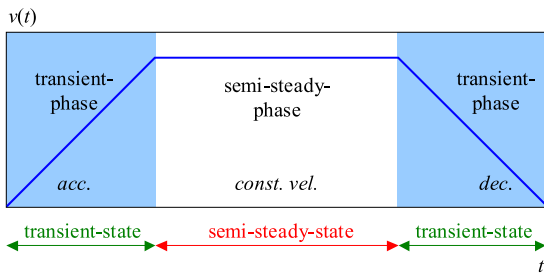 v(t)
transient-
phase
semi-steady-
phase
transient-
phase
acc.
const. vel.
dec.
transient-state
semi-steady-state
transient-state
t